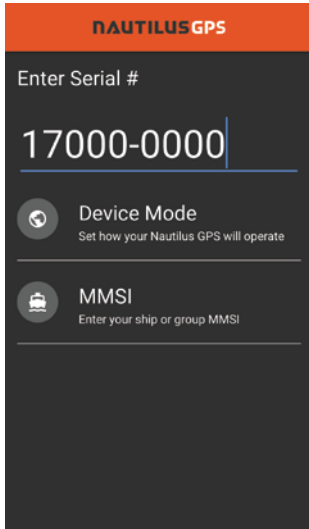 NAUTILUS GPS
Enter Serial #
17000-0000
Device Mode
Set how your Nautilus GPS will operate
MMSI
Enter your ship or group MMSI